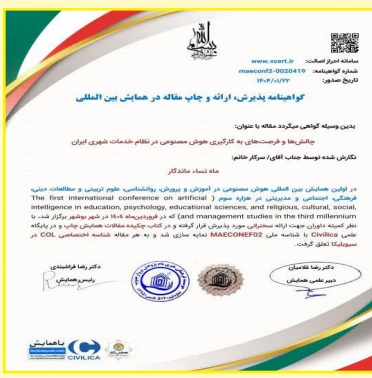 سامانه احراز اصالت: www.vcert.ir
شماره گواهینامه: maeconf2-0020419
تاریخ صدور: ۱۴۰۴/۰۱/۲۲
گواهینامه پذیرش، ارائه و چاپ مقاله در همایش بین المللی
بدین وسیله گواهی میگردد مقاله با عنوان:
چالش‌ها و فرصت‌های به کارگیری هوش مصنوعی در نظام خدمات شهری ایران
نگارش شده توسط جناب آقای/ سرکار خانم:
ماه نساء ماندگار
در اولین همایش بین المللی هوش مصنوعی در آموزش و پرورش، روانشناسی، علوم تربیتی و مطالعات دینی،
فرهنگی، اجتماعی و مدیریتی در هزاره سوم ( The first international conference on artificial
intelligence in education, psychology, educational sciences, and religious, cultural, social,
and management studies in the third millennium) که در فروردین‌ماه ۱۴۰۴ در شهر بوشهر برگزار شد، با
نظر کمیته داوران جهت ارائه سخنرانی مورد پذیرش قرار گرفته و در کتاب چکیده مقالات همایش چاپ و در پایگاه
علمی Civilica با شناسه ملی MAECONEF02 نمایه سازی شد و به هر مقاله شناسه اختصاصی COL در
سیویلیکا تعلق گرفت.
دکتر رضا غلامیان
دبیر علمی همایش
دکتر رضا قراشبندی
رئیس همایش
باهمایش
CIVILICA